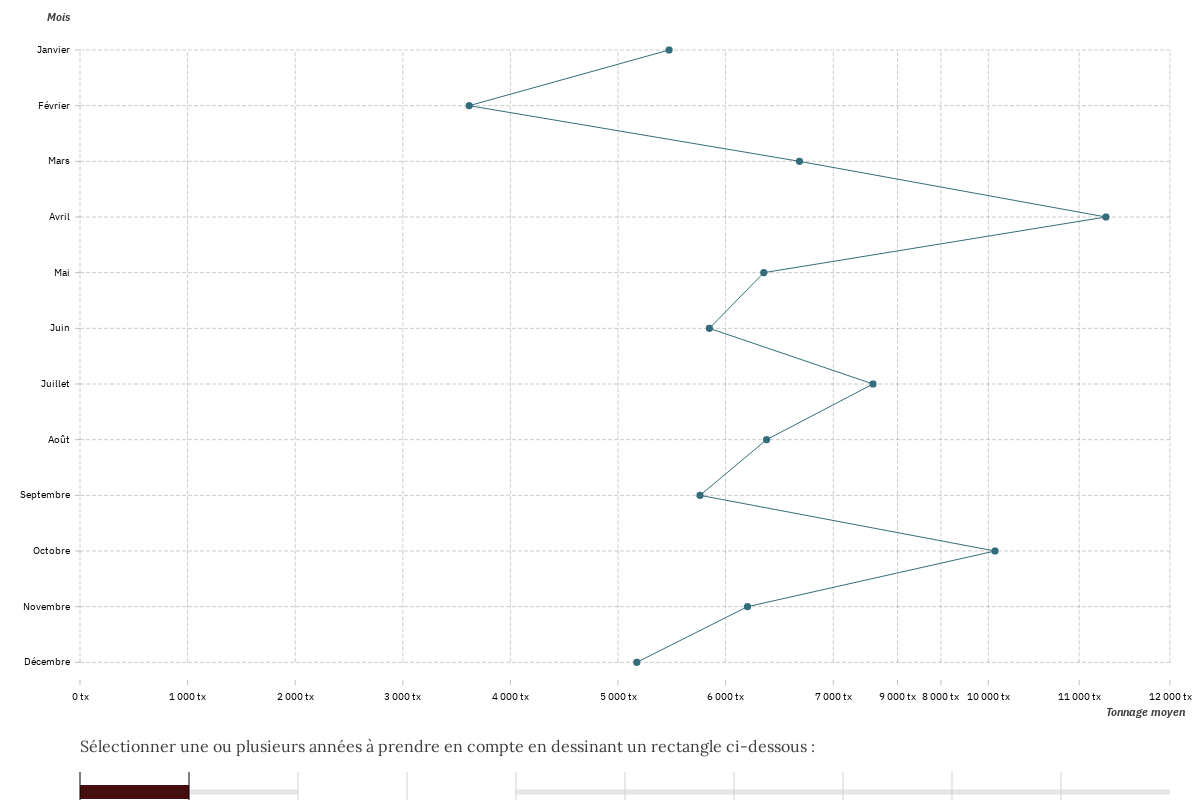 Mois
Janvier
Février
Mars
Avril
Mai
Juin
Juillet
Août
Septembre
Octobre
Novembre
Décembre
0 tx 1 000 tx 2 000 tx 3 000 tx 4 000 tx 5 000 tx 6 000 tx 7 000 tx 9 000 tx 8 000 tx 10 000 tx 11 000 tx 12 000 tx
Tonnage moyen
Sélectionner une ou plusieurs années à prendre en compte en dessinant un rectangle ci-dessous :